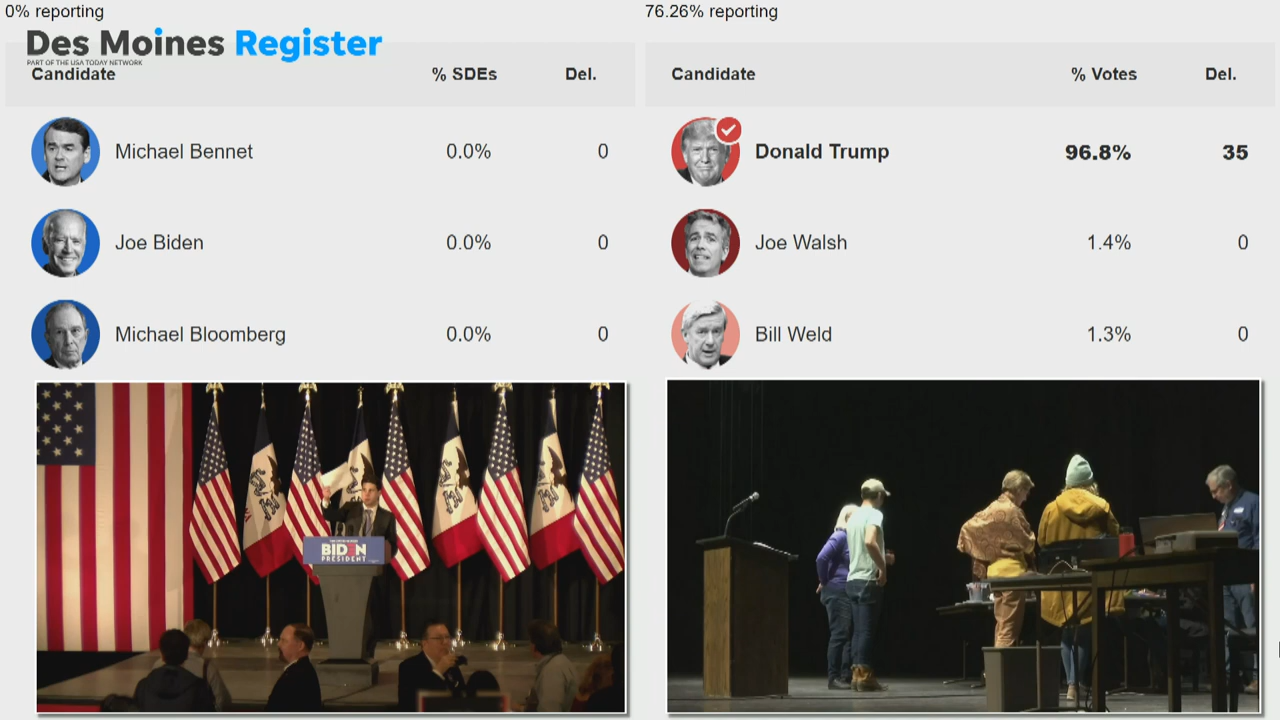 0% reporting
Des Moines Register
PART OF THE USA TODAY NETWORK
Candidate % SDEs Del.
Michael Bennet 0.0% 0
Joe Biden 0.0% 0
Michael Bloomberg 0.0% 0
76.26% reporting
Candidate % Votes Del.
Donald Trump 96.8% 35
Joe Walsh 1.4% 0
Bill Weld 1.3% 0
BIDEN
PRESIDENT